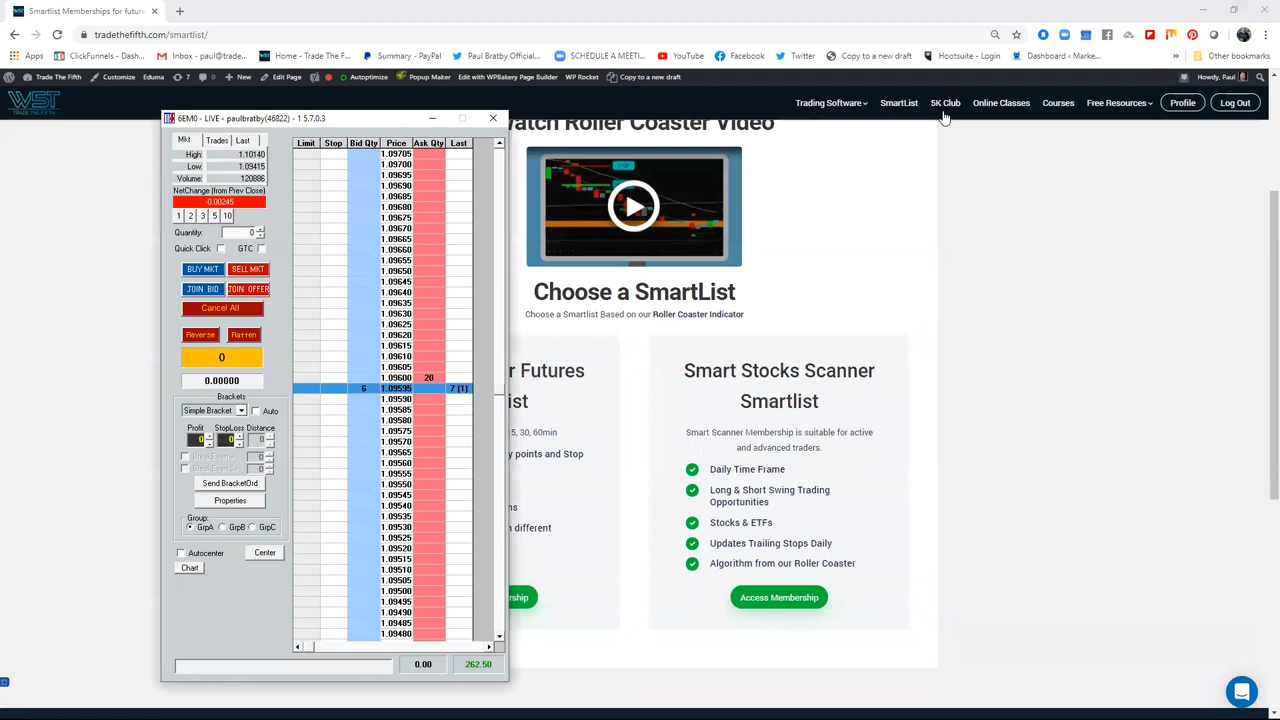 Smartlist Memberships for future
tradethefifth.com/smartlist/
Apps
ClickFunnels - Dash...
Inbox - paul@trade...
Home - Trade The Fifth
Summary - PayPal
Paul Bratby Official...
SCHEDULE A MEETI...
YouTube
Facebook
Twitter
Copy to a new draft
Hootsuite - Login
Dashboard ‹ Marke...
»
Other bookmarks
Trade The Fifth
Customize
Eduma
7
0
New
Edit Page
Autoptimize
Popup Maker
Edit with WPBakery Page Builder
WP Rocket
Copy to a new draft
Howdy, Paul
WST
TRADE THE FIFTH
Trading Software
SmartList
5K Club
Online Classes
Courses
Free Resources
Profile
Log Out
6EM0 - LIVE - paulbratby(46822) - 1 5.7.0.3
Mkt Trades Last
High: 1.10140
Low: 1.09415
Volume: 120886
NetChange (from Prev Close)
-0.00245
1 2 3 5 10
Quantity: 0
Quick Click GTC
BUY MKT SELL MKT
JOIN BID JOIN OFFER
Cancel All
Reverse Flatten
0
0.00000
Brackets
Simple Bracket Auto
Profit StopLoss Distance
0 0 0
BreakEven + 0
BreakEven 2+ 0
Send BracketOrd
Properties
Group:
GrpA GrpB GrpC
Autocenter Center
Chart
Limit Stop Bid Qty Price Ask Qty Last
1.09705
1.09700
1.09695
1.09690
1.09685
1.09680
1.09675
1.09670
1.09665
1.09660
1.09655
1.09650
1.09645
1.09640
1.09635
1.09630
1.09625
1.09620
1.09615
1.09610
1.09605
1.09600 20
6 1.09595 7 (1)
1.09590
1.09585
1.09580
1.09575
1.09570
1.09565
1.09560
1.09555
1.09550
1.09545
1.09540
1.09535
1.09530
1.09525
1.09520
1.09515
1.09510
1.09505
1.09500
1.09495
1.09490
1.09485
1.09480
0.00 262.50
atch Roller Coaster Video
Choose a SmartList
Choose a Smartlist Based on our Roller Coaster Indicator
r Futures
ist
5, 30, 60min
y points and Stop
ns
n different
ship
Smart Stocks Scanner
Smartlist
Smart Scanner Membership is suitable for active
and advanced traders.
Daily Time Frame
Long & Short Swing Trading
Opportunities
Stocks & ETFs
Updates Trailing Stops Daily
Algorithm from our Roller Coaster
Access Membership